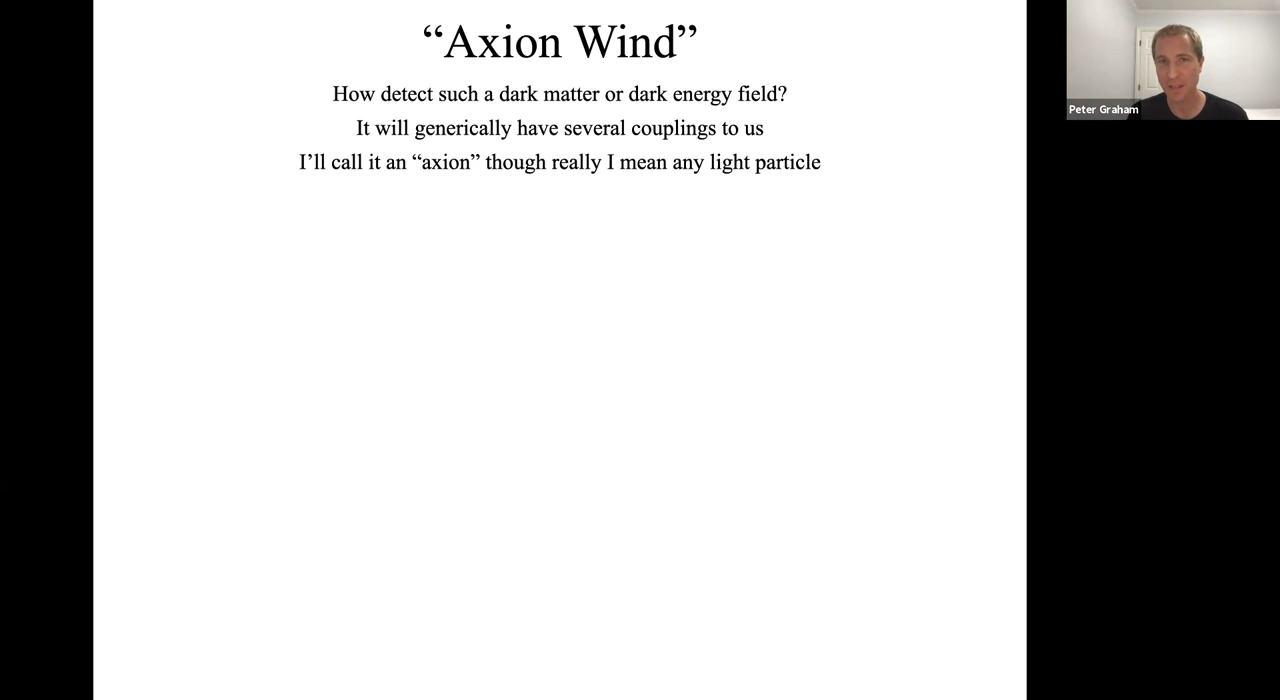 “Axion Wind”
How detect such a dark matter or dark energy field?
It will generically have several couplings to us
I’ll call it an “axion” though really I mean any light particle
Peter Graham